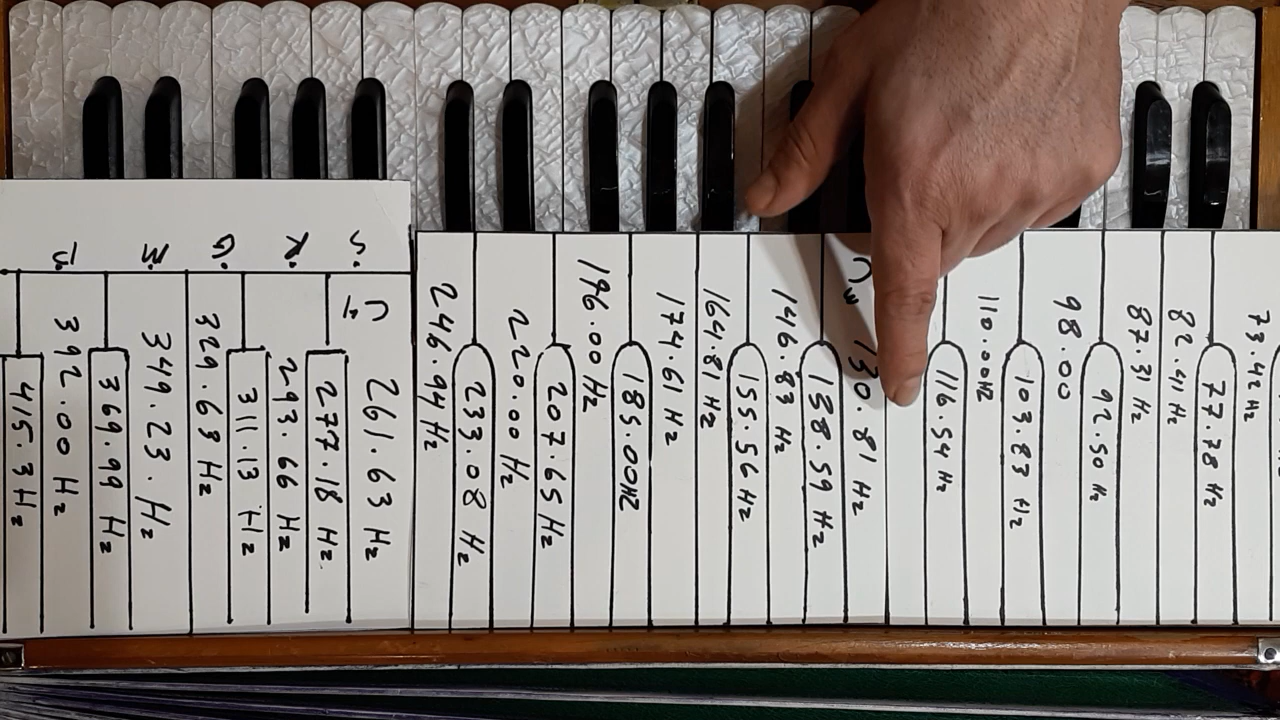 73.42 Hz
77.78 Hz
82.41 Hz
87.31 Hz
92.50 Hz
98.00
103.83 Hz
110.00HZ
116.54 Hz
C3 130.81 Hz
138.59 Hz
146.83 Hz
155.56 Hz
164.81 Hz
174.61 Hz
185.00HZ
196.00 Hz
207.65 Hz
220.00 Hz
233.08 Hz
246.94 Hz
S. C4 261.63 Hz
277.18 Hz.
R. 293.66 Hz
311.13 Hz
G. 329.63 Hz
M. 349.23. Hz
369.99 Hz
P. 392.00 Hz
415.3 Hz